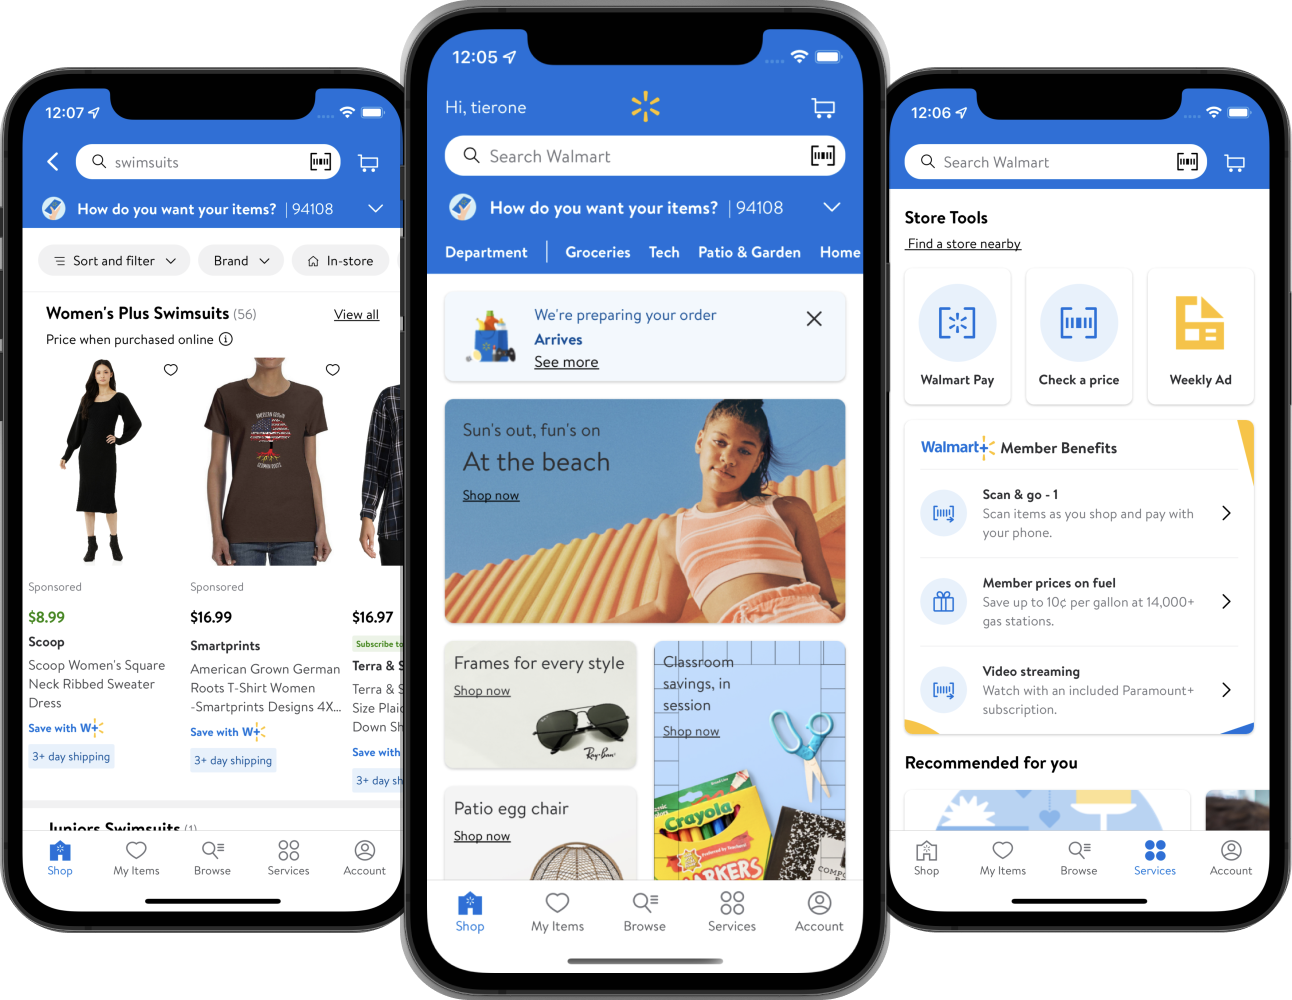 12:07
swimsuits
How do you want your items? | 94108
Sort and filter
Brand
In-store
Women's Plus Swimsuits (56)
View all
Price when purchased online
Sponsored
$8.99
Scoop
Scoop Women's Square
Neck Ribbed Sweater
Dress
Save with W+
3+ day shipping
AMERICAN GROWN
GERMAN ROOTS
Sponsored
$16.99
Smartprints
American Grown German
Roots T-Shirt Women
-Smartprints Designs 4X...
Save with W+
3+ day shipping
$16.97
Subscribe to
Terra & S
Terra & S
Size Plaid
Down Sh
Save with
3+ day sh
Juniors Swimsuits (1)
Shop
My Items
Browse
Services
Account
12:05
Hi, tierone
Search Walmart
How do you want your items? | 94108
Department
Groceries
Tech
Patio & Garden
Home
We're preparing your order
Arrives
See more
Sun's out, fun's on
At the beach
Shop now
Frames for every style
Shop now
Ray-Ban
Classroom
savings, in
session
Shop now
Crayola
MARKERS
Patio egg chair
Shop now
Shop
My Items
Browse
Services
Account
12:06
Search Walmart
Store Tools
Find a store nearby
Walmart Pay
Check a price
Weekly Ad
Walmart+ Member Benefits
Scan & go - 1
Scan items as you shop and pay with
your phone.
Member prices on fuel
Save up to 10¢ per gallon at 14,000+
gas stations.
Video streaming
Watch with an included Paramount+
subscription.
Recommended for you
Shop
My Items
Browse
Services
Account